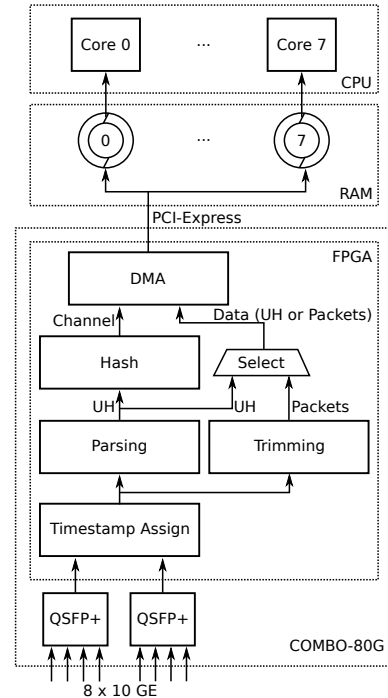 Core 0
...
Core 7
CPU
0
...
7
RAM
PCI-Express
FPGA
DMA
Channel
Data (UH or Packets)
Hash
Select
UH
UH
Packets
Parsing
Trimming
Timestamp Assign
QSFP+
QSFP+
COMBO-80G
8 x 10 GE